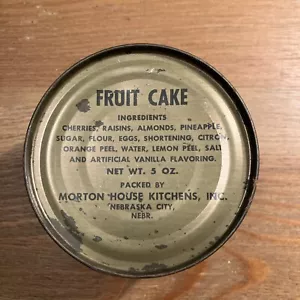 FRUIT CAKE
INGREDIENTS
CHERRIES, RAISINS, ALMONDS, PINEAPPLE,
SUGAR, FLOUR, EGGS, SHORTENING, CITRON,
ORANGE PEEL, WATER, LEMON PEEL, SALT
AND ARTIFICIAL VANILLA FLAVORING.
NET WT. 5 OZ.
PACKED BY
MORTON HOUSE KITCHENS, INC.
NEBRASKA CITY,
NEBR.